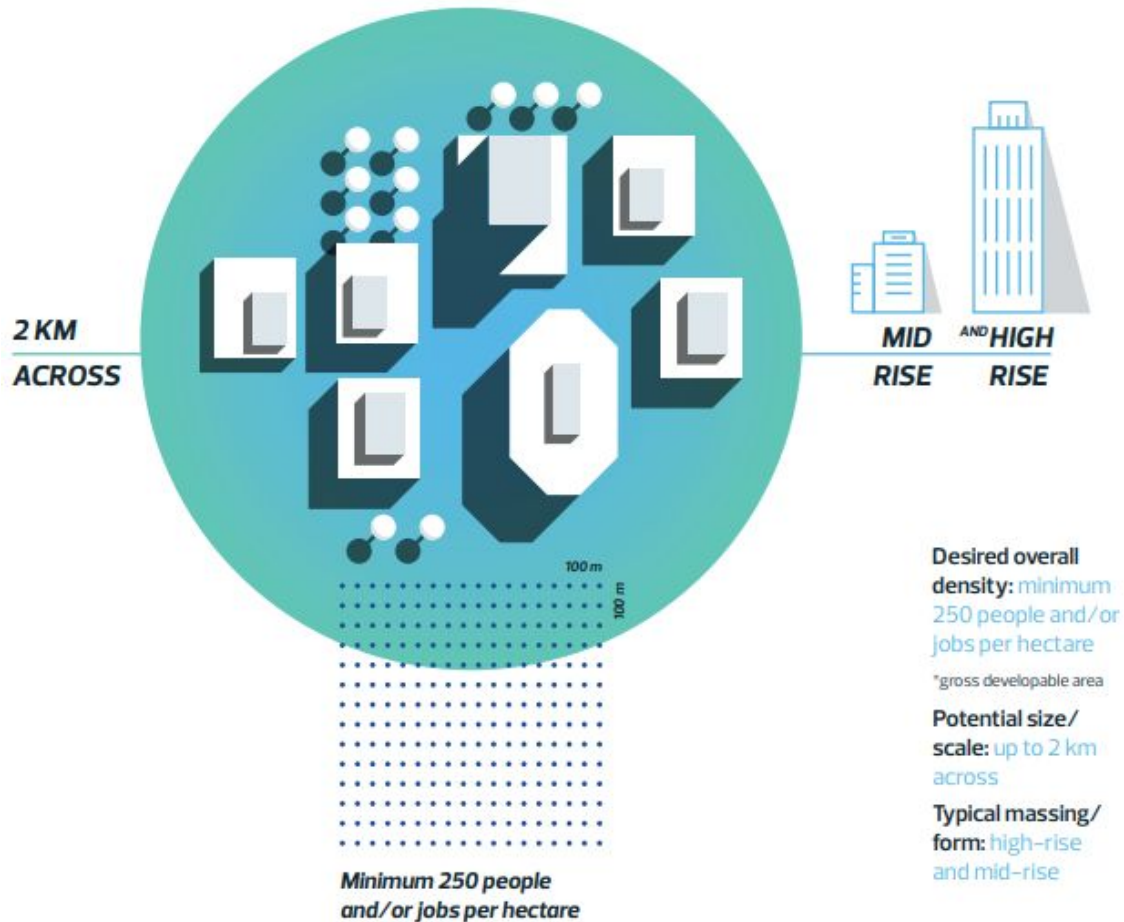 2 KM
ACROSS
MID
RISE
AND HIGH
RISE
100 m
100 m
Minimum 250 people
and/or jobs per hectare
Desired overall
density: minimum
250 people and/or
jobs per hectare
*gross developable area
Potential size/
scale: up to 2 km
across
Typical massing/
form: high-rise
and mid-rise